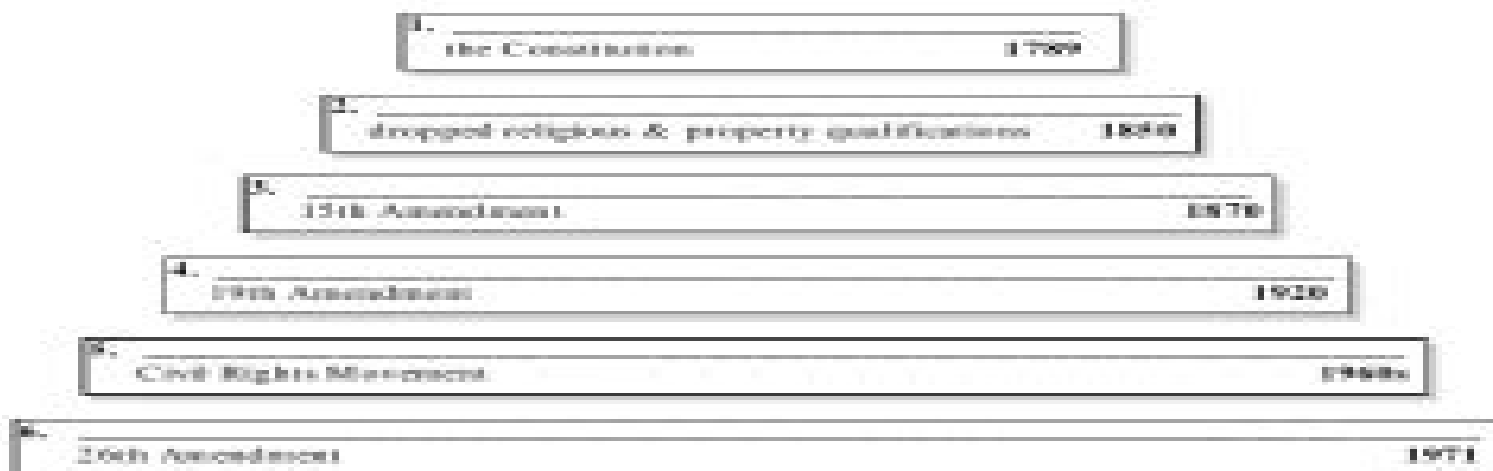 1.
the Constitution 1789
2.
dropped religious & property qualifications 1850
3.
15th Amendment 1870
4.
19th Amendment 1920
5.
Civil Rights Movement 1960s
6.
26th Amendment 1971